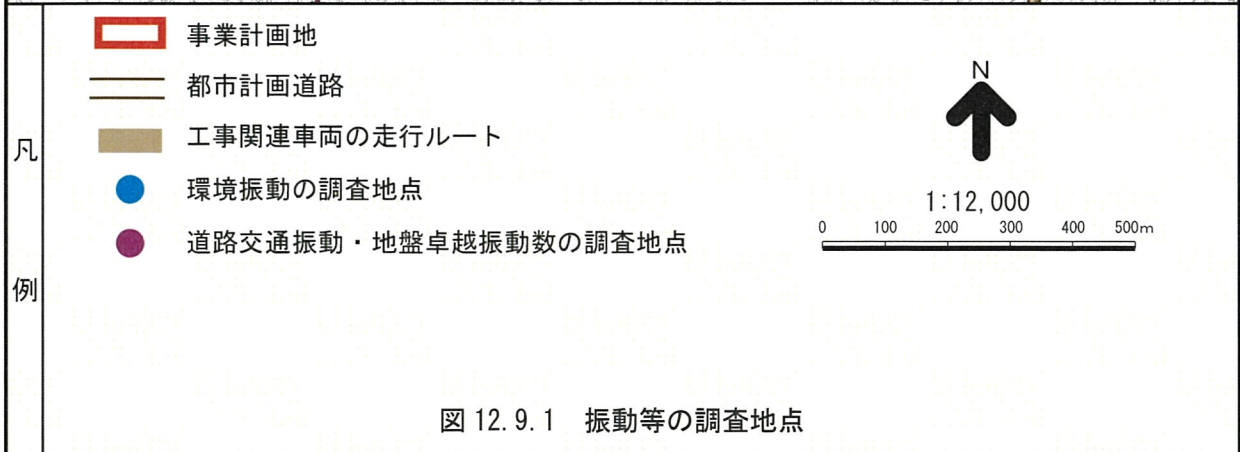 凡例
事業計画地
都市計画道路
工事関連車両の走行ルート
環境振動の調査地点
道路交通振動・地盤卓越振動数の調査地点
N
1:12,000
0 100 200 300 400 500m
図 12.9.1 振動等の調査地点